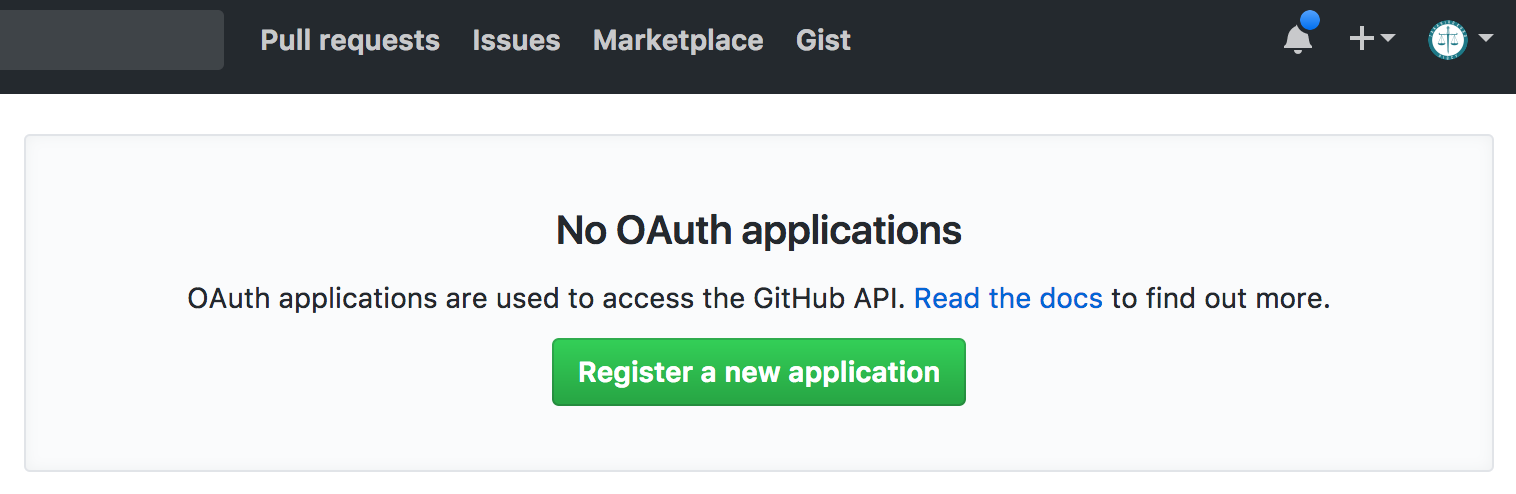 Pull requests Issues Marketplace Gist
No OAuth applications
OAuth applications are used to access the GitHub API. Read the docs to find out more.
Register a new application